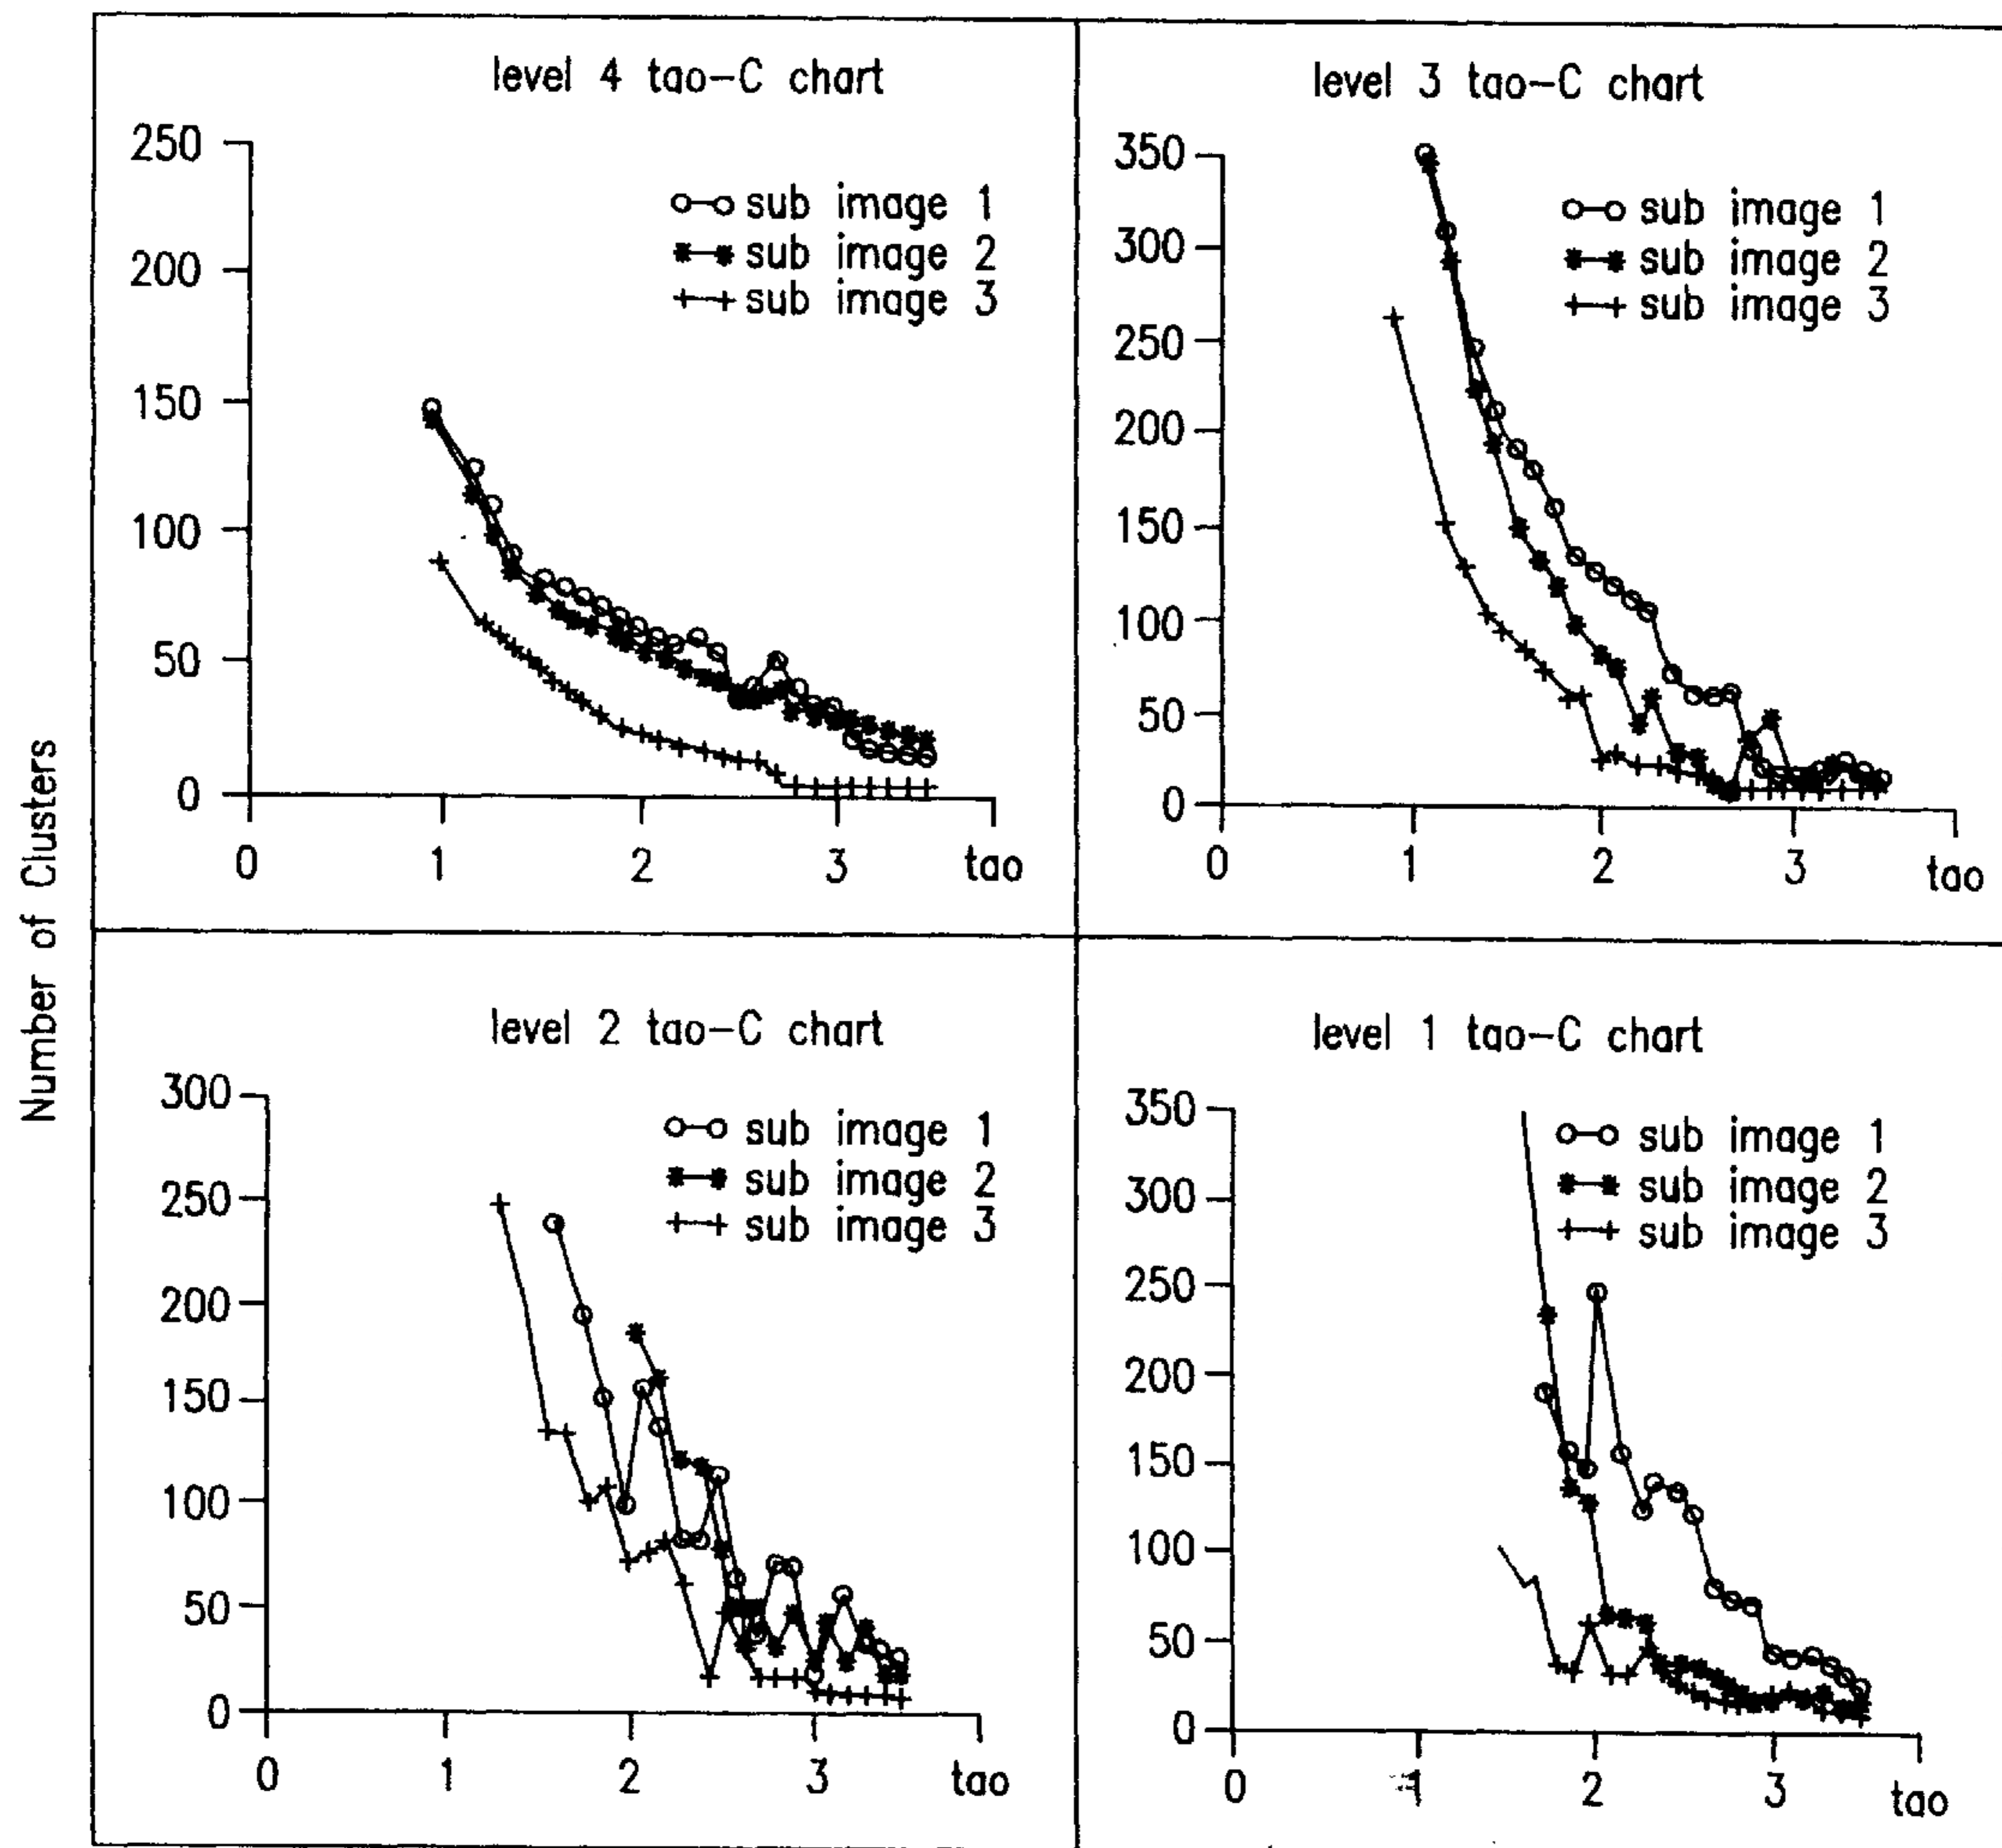 Number of Clusters
level 4 tao-C chart
250
200
150
100
50
0
sub image 1
sub image 2
sub image 3
0 1 2 3 tao
level 3 tao-C chart
350
300
250
200
150
100
50
0
sub image 1
sub image 2
sub image 3
0 1 2 3 tao
level 2 tao-C chart
300
250
200
150
100
50
0
sub image 1
sub image 2
sub image 3
0 1 2 3 tao
level 1 tao-C chart
350
300
250
200
150
100
50
0
sub image 1
sub image 2
sub image 3
0 1 2 3 tao